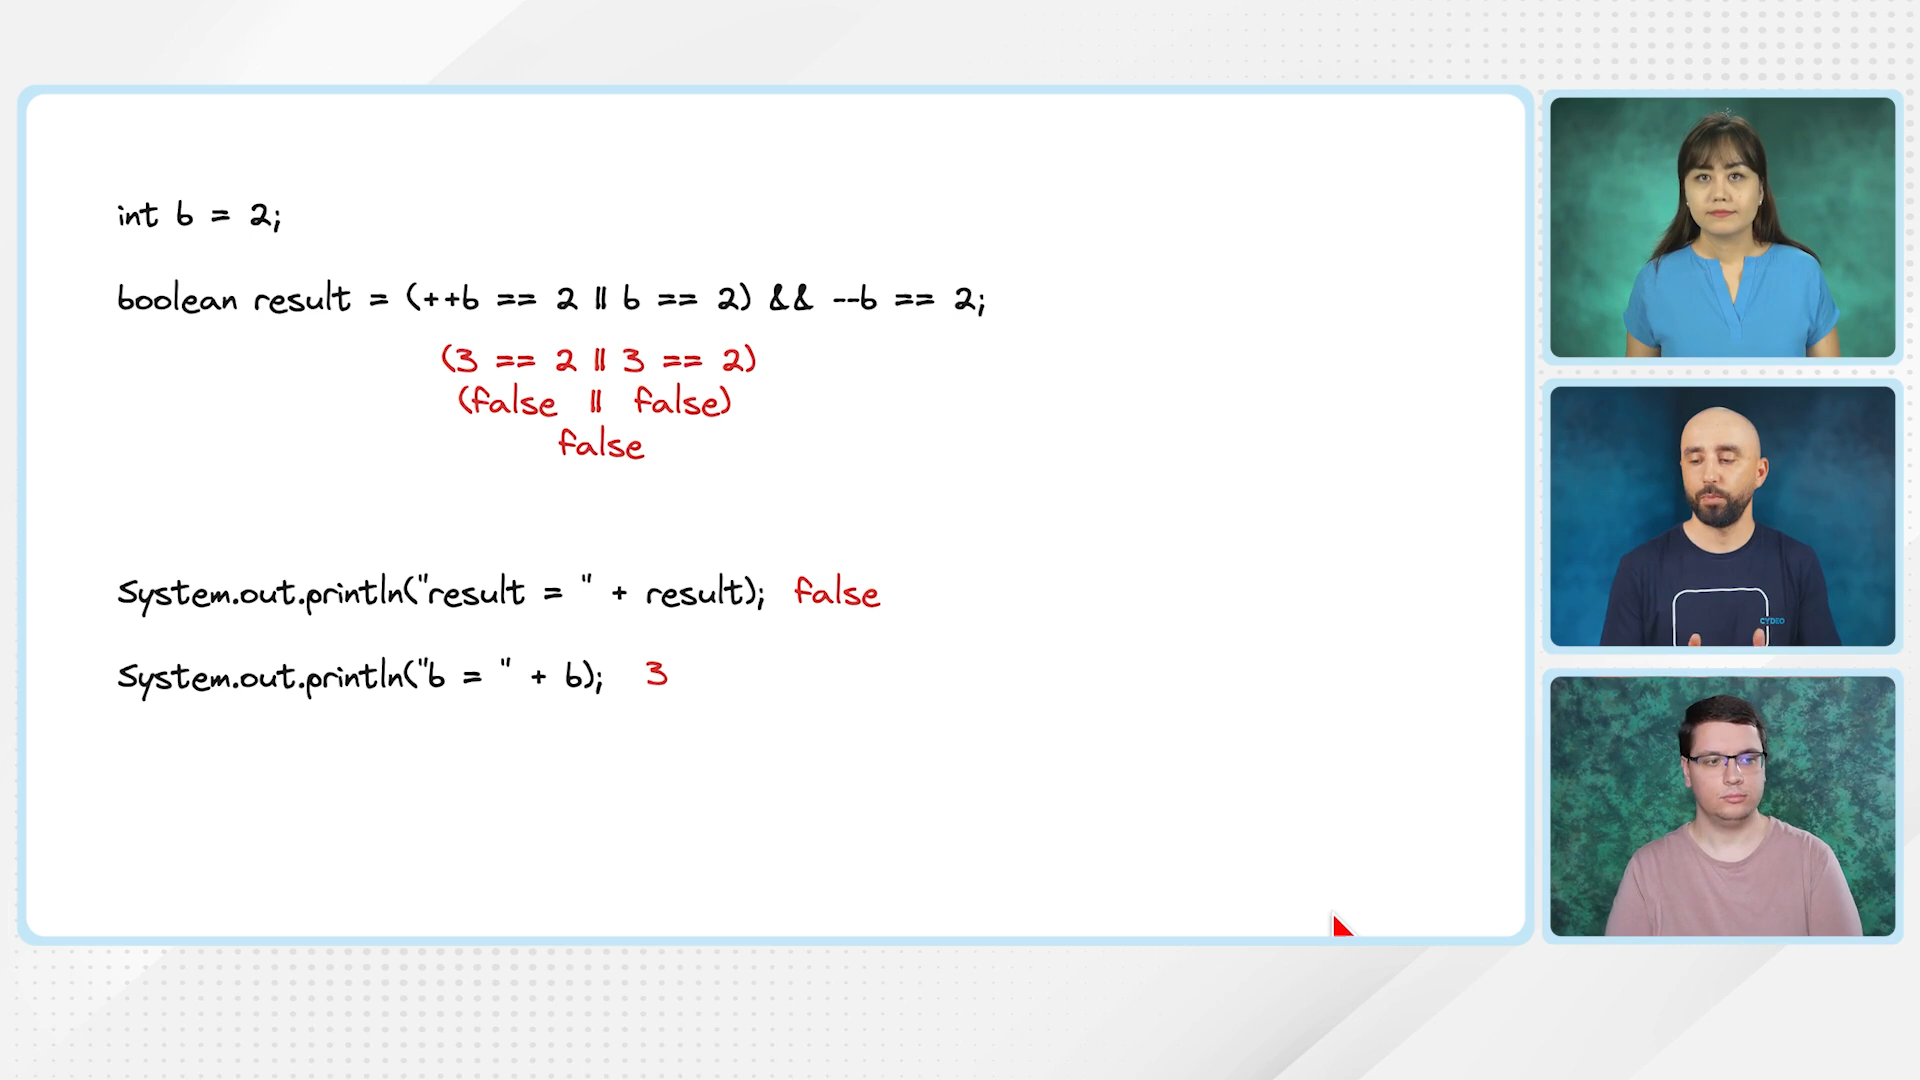 int b = 2;
boolean result = (++b == 2 || b == 2) && --b == 2;
(3 == 2 || 3 == 2)
(false || false)
false
System.out.println("result = " + result); false
System.out.println("b = " + b); 3
CYDEO